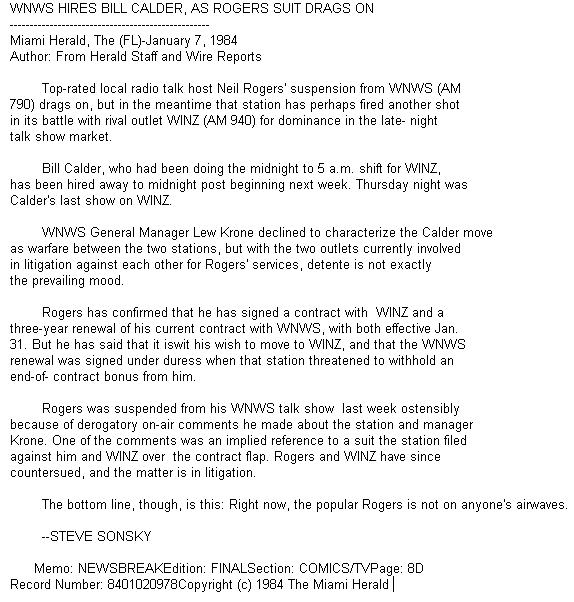 WNWS HIRES BILL CALDER, AS ROGERS SUIT DRAGS ON
--------------------------------------------------
Miami Herald, The (FL)-January 7, 1984
Author: From Herald Staff and Wire Reports
Top-rated local radio talk host Neil Rogers' suspension from WNWS (AM
790) drags on, but in the meantime that station has perhaps fired another shot
in its battle with rival outlet WINZ (AM 940) for dominance in the late- night
talk show market.
Bill Calder, who had been doing the midnight to 5 a.m. shift for WINZ,
has been hired away to midnight post beginning next week. Thursday night was
Calder's last show on WINZ.
WNWS General Manager Lew Krone declined to characterize the Calder move
as warfare between the two stations, but with the two outlets currently involved
in litigation against each other for Rogers' services, detente is not exactly
the prevailing mood.
Rogers has confirmed that he has signed a contract with  WINZ and a
three-year renewal of his current contract with WNWS, with both effective Jan.
31. But he has said that it iswit his wish to move to WINZ, and that the WNWS
renewal was signed under duress when that station threatened to withhold an
end-of- contract bonus from him.
Rogers was suspended from his WNWS talk show  last week ostensibly
because of derogatory on-air comments he made about the station and manager
Krone. One of the comments was an implied reference to a suit the station filed
against him and WINZ over  the contract flap. Rogers and WINZ have since
countersued, and the matter is in litigation.
The bottom line, though, is this: Right now, the popular Rogers is not on anyone's airwaves.
--STEVE SONSKY
Memo: NEWSBREAKEdition: FINALSection: COMICS/TVPage: 8D
Record Number: 8401020978Copyright (c) 1984 The Miami Herald